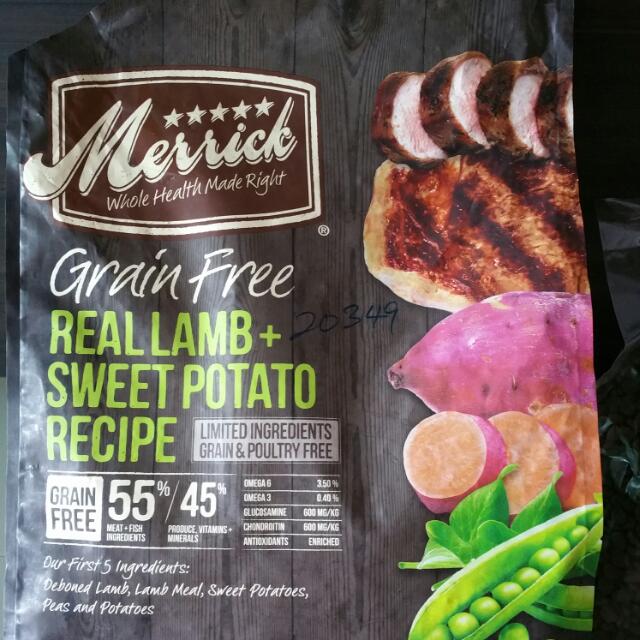 ★★★★★
Merrick
Whole Health Made Right
®
Grain Free
20349
REAL LAMB +
SWEET POTATO
RECIPE
LIMITED INGREDIENTS
GRAIN & POULTRY FREE
GRAIN
FREE
55%/45%
MEAT + FISH
INGREDIENTS
PRODUCE, VITAMINS +
MINERALS
OMEGA 6 3.50 %
OMEGA 3 0.40 %
GLUCOSAMINE 600 MG/KG
CHONDROITIN 600 MG/KG
ANTIOXIDANTS ENRICHED
Our First 5 Ingredients:
Deboned Lamb, Lamb Meal, Sweet Potatoes,
Peas and Potatoes